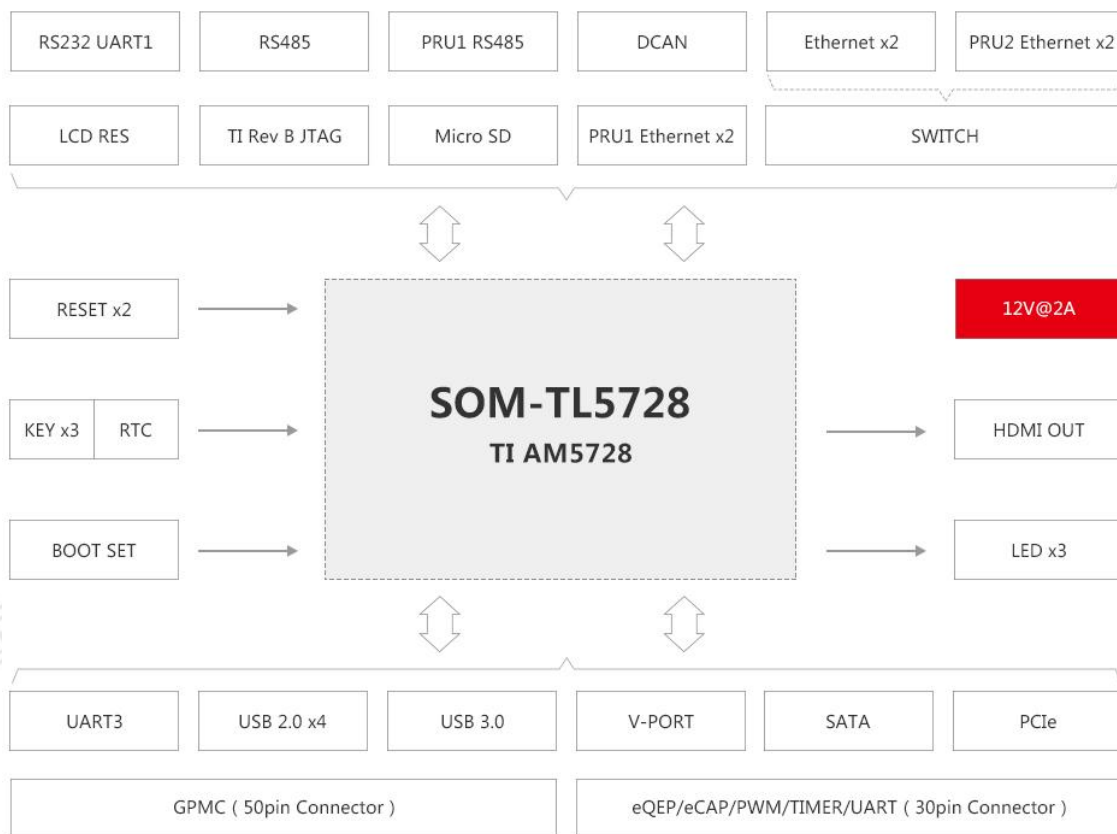 RS232 UART1
RS485
PRU1 RS485
DCAN
Ethernet x2
PRU2 Ethernet x2
LCD RES
TI Rev B JTAG
Micro SD
PRU1 Ethernet x2
SWITCH
RESET x2
12V@2A
SOM-TL5728
TI AM5728
KEY x3
RTC
HDMI OUT
BOOT SET
LED x3
UART3
USB 2.0 x4
USB 3.0
V-PORT
SATA
PCIe
GPMC ( 50pin Connector )
eQEP/eCAP/PWM/TIMER/UART ( 30pin Connector )